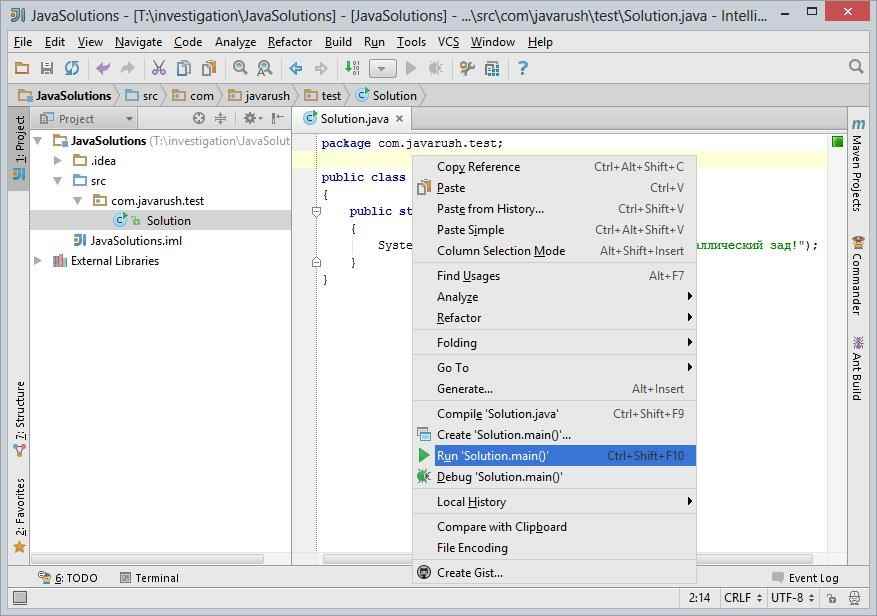 JavaSolutions - [T:\investigation\JavaSolutions] - [JavaSolutions] - ...\src\com\javarush\test\Solution.java - Intelli...
File Edit View Navigate Code Analyze Refactor Build Run Tools VCS Window Help
JavaSolutions src com javarush test Solution
1: Project
7: Structure
2: Favorites
Project
JavaSolutions (T:\investigation\JavaSolut
.idea
src
com.javarush.test
Solution
JavaSolutions.iml
External Libraries
Solution.java
package com.javarush.test;
public class
{
public st
{
Syste
аллический зад!");
}
}
Copy Reference Ctrl+Alt+Shift+C
Paste Ctrl+V
Paste from History... Ctrl+Shift+V
Paste Simple Ctrl+Alt+Shift+V
Column Selection Mode Alt+Shift+Insert
Find Usages Alt+F7
Analyze
Refactor
Folding
Go To
Generate... Alt+Insert
Compile 'Solution.java' Ctrl+Shift+F9
Create 'Solution.main()'...
Run 'Solution.main()' Ctrl+Shift+F10
Debug 'Solution.main()'
Local History
Compare with Clipboard
File Encoding
Create Gist...
Maven Projects
Commander
Ant Build
6: TODO Terminal Event Log
2:14 CRLF UTF-8